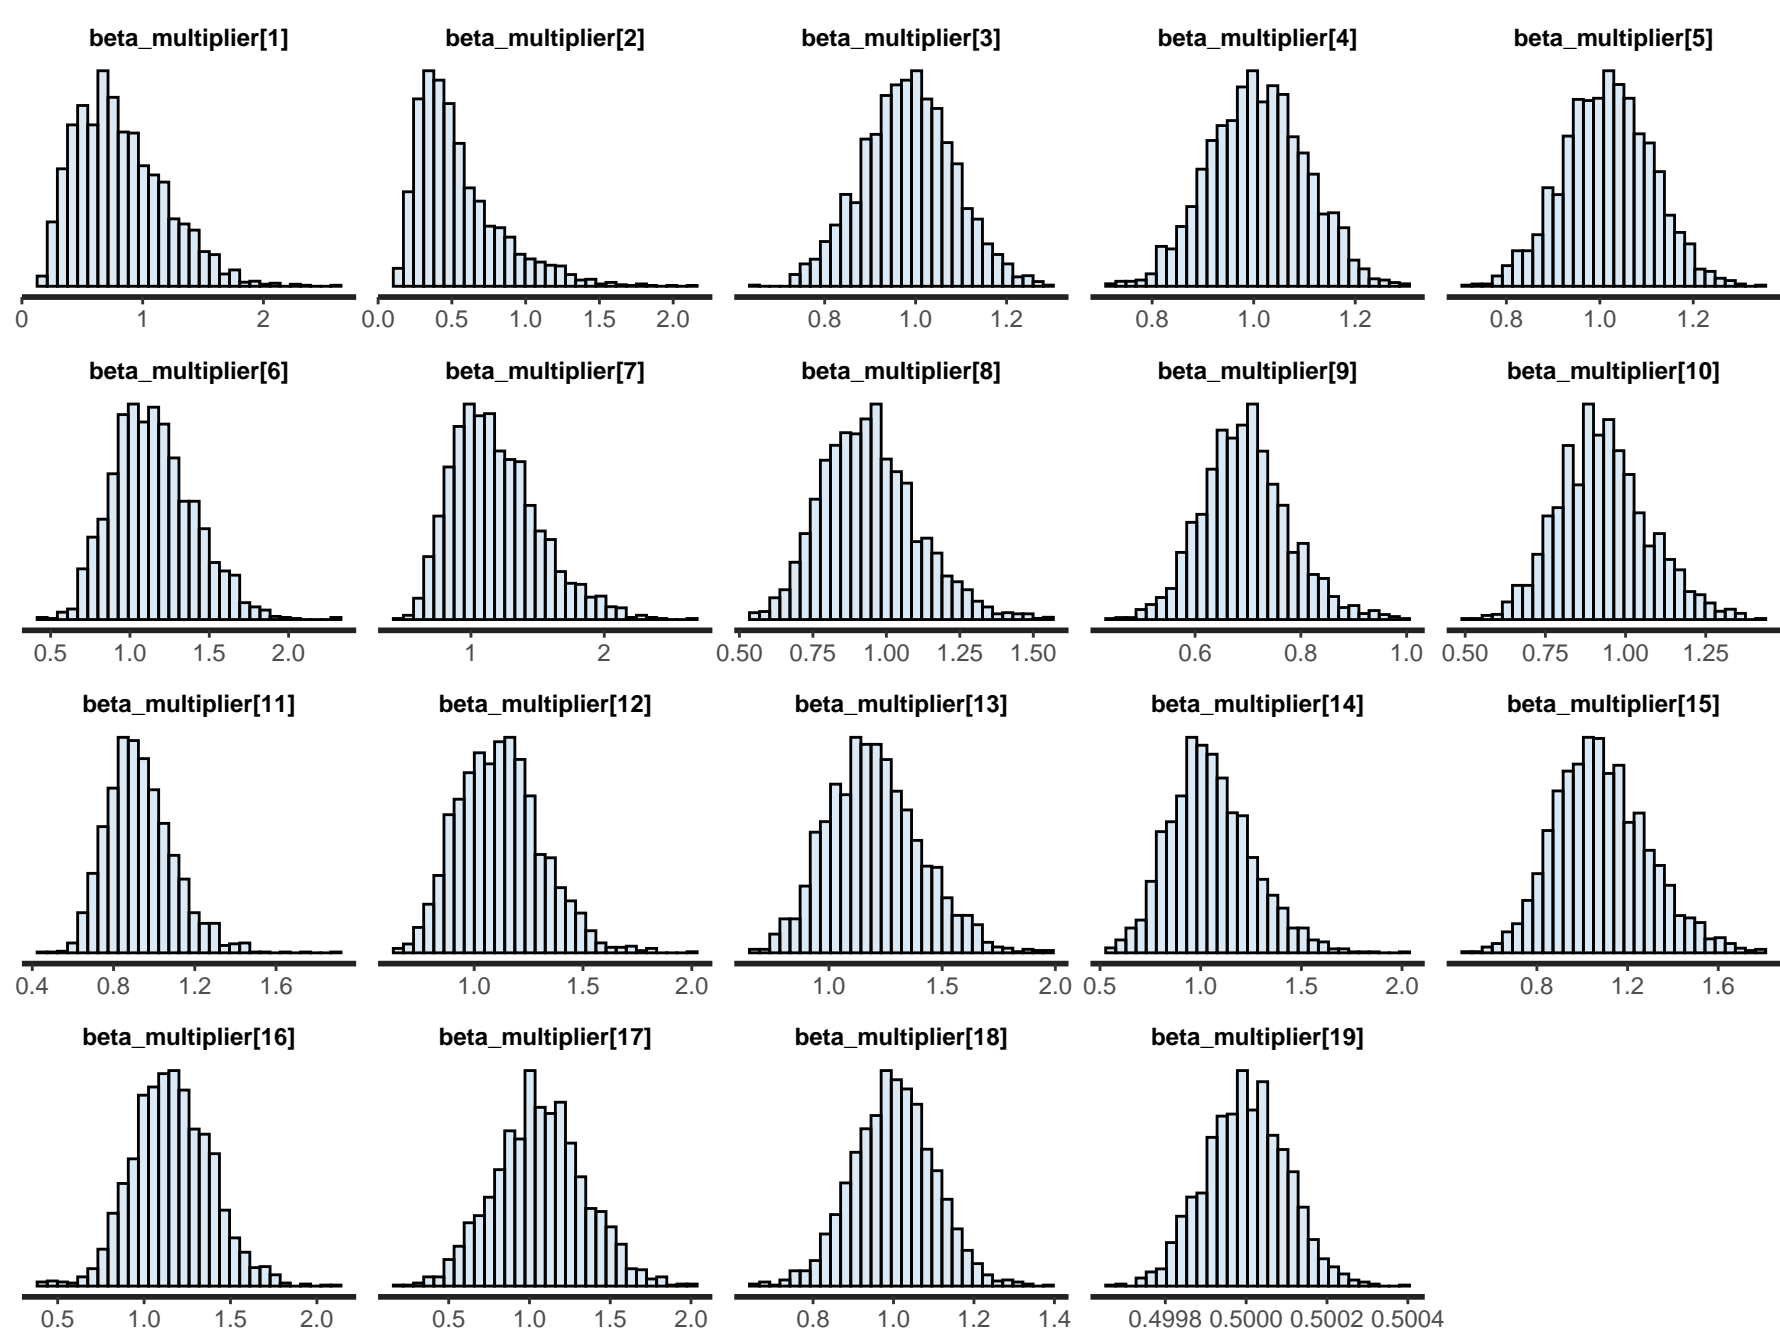 beta_multiplier[1] beta_multiplier[2] beta_multiplier[3] beta_multiplier[4] beta_multiplier[5]
0 1 2 0.0 0.5 1.0 1.5 2.0 0.8 1.0 1.2 0.8 1.0 1.2 0.8 1.0 1.2
beta_multiplier[6] beta_multiplier[7] beta_multiplier[8] beta_multiplier[9] beta_multiplier[10]
0.5 1.0 1.5 2.0 1 2 0.50 0.75 1.00 1.25 1.50 0.6 0.8 1.0 0.50 0.75 1.00 1.25
beta_multiplier[11] beta_multiplier[12] beta_multiplier[13] beta_multiplier[14] beta_multiplier[15]
0.4 0.8 1.2 1.6 1.0 1.5 2.0 1.0 1.5 2.0 0.5 1.0 1.5 2.0 0.8 1.2 1.6
beta_multiplier[16] beta_multiplier[17] beta_multiplier[18] beta_multiplier[19]
0.5 1.0 1.5 2.0 0.5 1.0 1.5 2.0 0.8 1.0 1.2 1.4 0.4998 0.5000 0.5002 0.5004